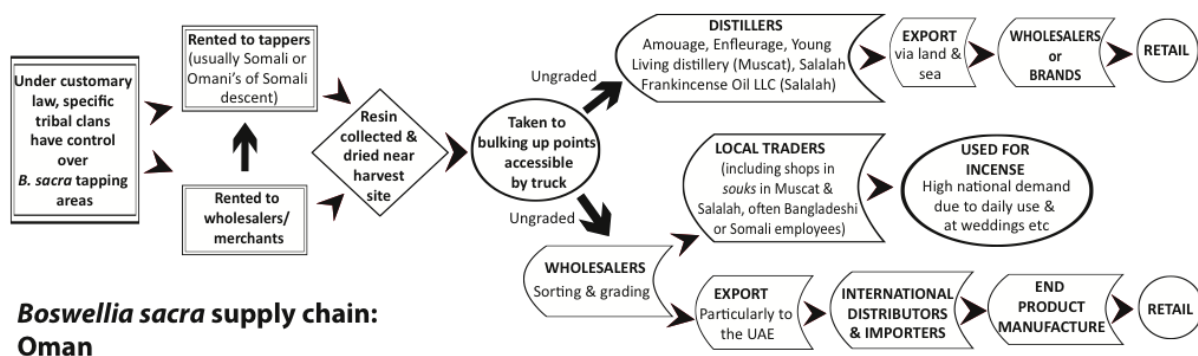 Under customary
law, specific
tribal clans
have control
over
B. sacra tapping
areas
Rented to tappers
(usually Somali or
Omani's of Somali
descent)
Rented to
wholesalers/
merchants
Resin
collected &
dried near
harvest
site
Taken to
bulking up points
accessible
by truck
Ungraded
DISTILLERS
Amouage, Enfleurage, Young
Living distillery (Muscat), Salalah
Frankincense Oil LLC (Salalah)
EXPORT
via land &
sea
WHOLESALERS
or
BRANDS
RETAIL
Ungraded
WHOLESALERS
Sorting & grading
LOCAL TRADERS
(including shops in
souks in Muscat &
Salalah, often Bangladeshi
or Somali employees)
USED FOR
INCENSE
High national demand
due to daily use &
at weddings etc
EXPORT
Particularly to
the UAE
INTERNATIONAL
DISTRIBUTORS
& IMPORTERS
END
PRODUCT
MANUFACTURE
RETAIL
Boswellia sacra supply chain:
Oman